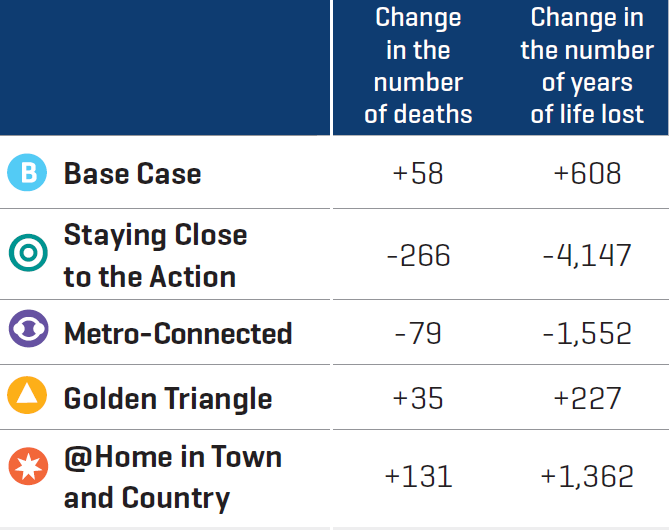 Change
in the
number
of deaths
Change in
the number
of years
of life lost
B Base Case +58 +608
Staying Close
to the Action -266 -4,147
Metro-Connected -79 -1,552
Golden Triangle +35 +227
@Home in Town
and Country +131 +1,362